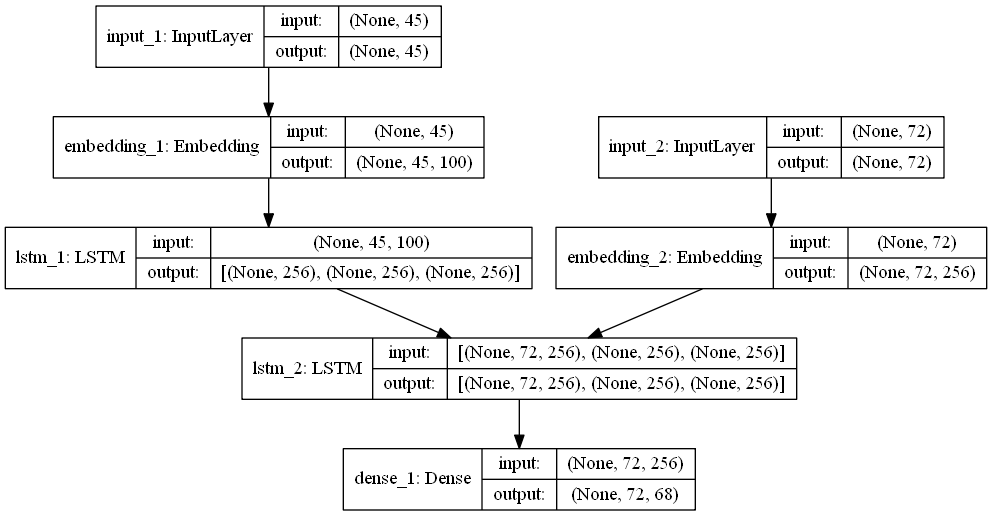 input_1: InputLayer
input: (None, 45)
output: (None, 45)
embedding_1: Embedding
input: (None, 45)
output: (None, 45, 100)
input_2: InputLayer
input: (None, 72)
output: (None, 72)
lstm_1: LSTM
input: (None, 45, 100)
output: [(None, 256), (None, 256), (None, 256)]
embedding_2: Embedding
input: (None, 72)
output: (None, 72, 256)
lstm_2: LSTM
input: [(None, 72, 256), (None, 256), (None, 256)]
output: [(None, 72, 256), (None, 256), (None, 256)]
dense_1: Dense
input: (None, 72, 256)
output: (None, 72, 68)